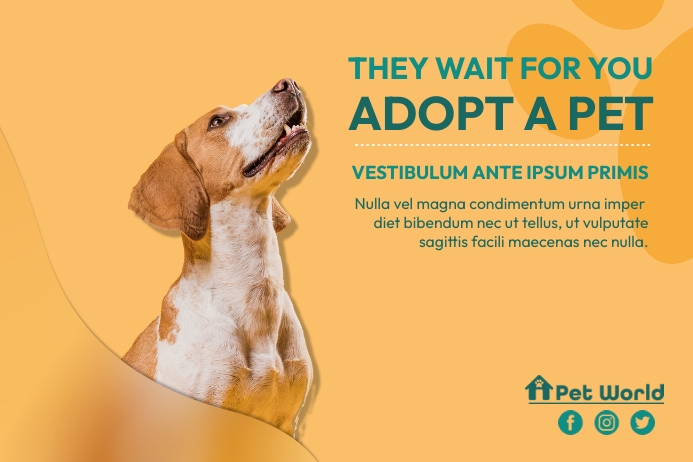 THEY WAIT FOR YOU
ADOPT A PET
VESTIBULUM ANTE IPSUM PRIMIS
Nulla vel magna condimentum urna imper
diet bibendum nec ut tellus, ut vulputate
sagittis facili maecenas nec nulla.
Pet World